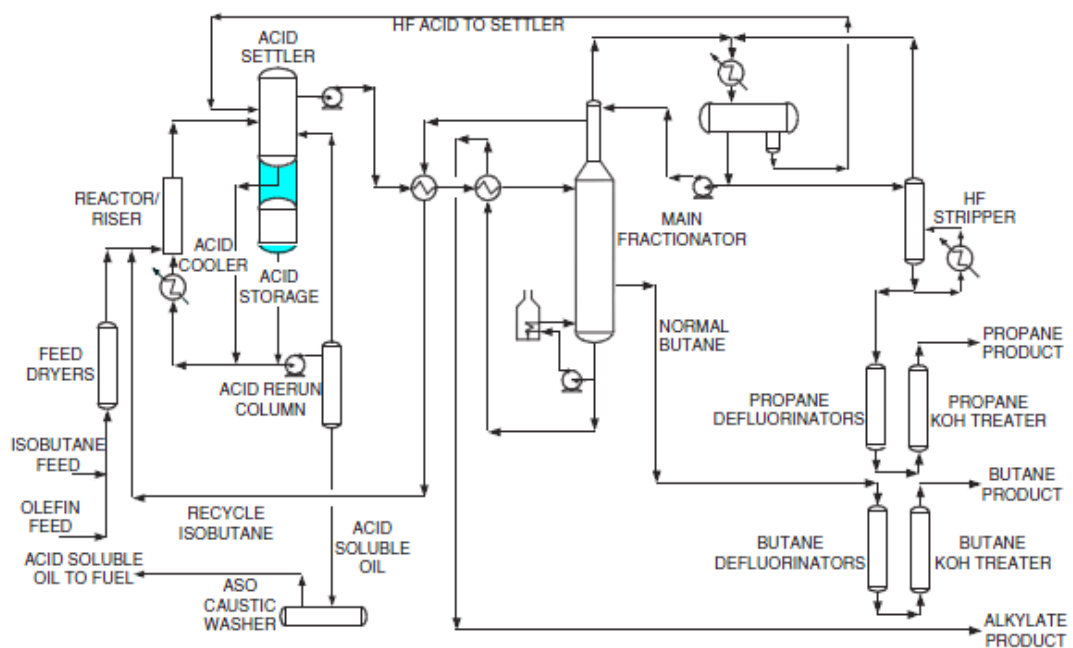 HF ACID TO SETTLER
ACID
SETTLER
REACTOR/
RISER
ACID
COOLER
ACID
STORAGE
MAIN
FRACTIONATOR
HF
STRIPPER
FEED
DRYERS
ACID RERUN
COLUMN
NORMAL
BUTANE
PROPANE
PRODUCT
PROPANE
DEFLUORINATORS
PROPANE
KOH TREATER
ISOBUTANE
FEED
OLEFIN
FEED
RECYCLE
ISOBUTANE
ACID
SOLUBLE
OIL
BUTANE
PRODUCT
BUTANE
DEFLUORINATORS
BUTANE
KOH TREATER
ACID SOLUBLE
OIL TO FUEL
ASO
CAUSTIC
WASHER
ALKYLATE
PRODUCT